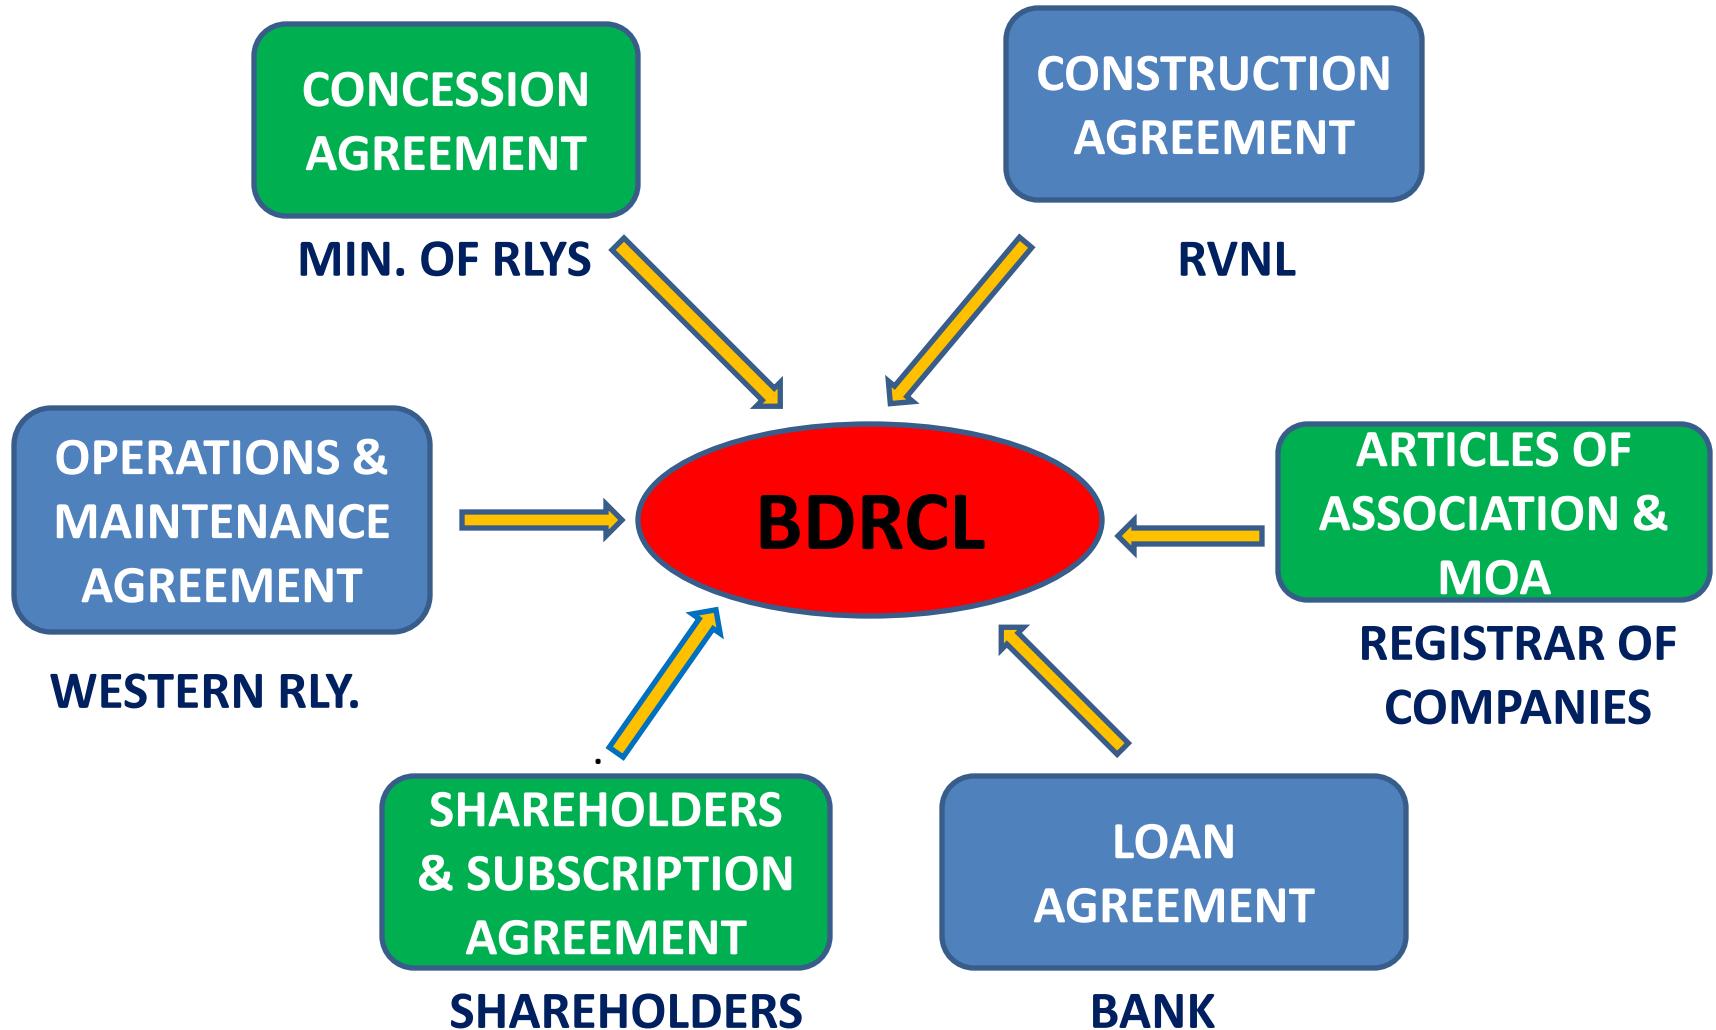 CONCESSION
AGREEMENT
MIN. OF RLYS
CONSTRUCTION
AGREEMENT
RVNL
OPERATIONS &
MAINTENANCE
AGREEMENT
WESTERN RLY.
BDRCL
ARTICLES OF
ASSOCIATION &
MOA
REGISTRAR OF
COMPANIES
.
SHAREHOLDERS
& SUBSCRIPTION
AGREEMENT
SHAREHOLDERS
LOAN
AGREEMENT
BANK